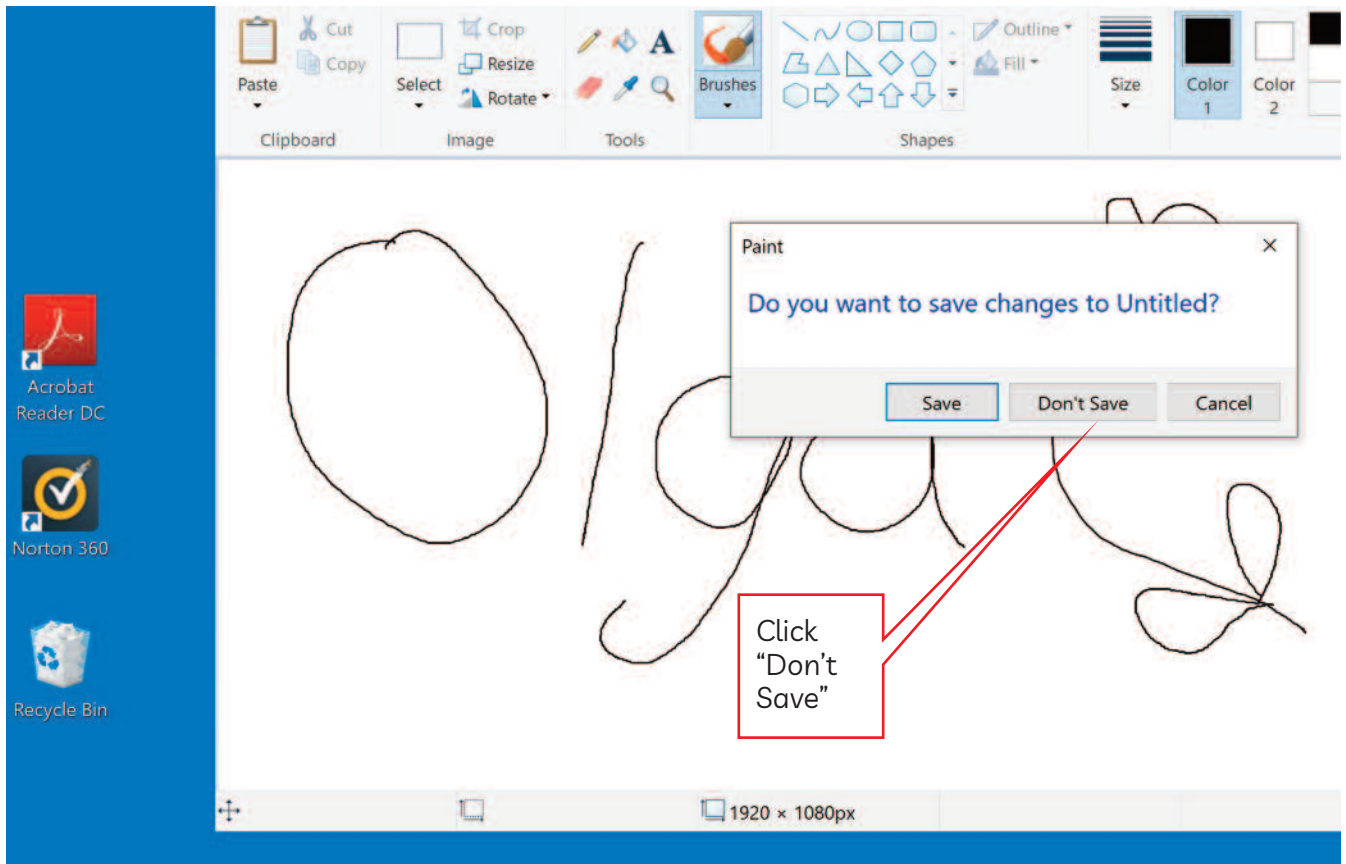 Cut
Copy
Paste
Clipboard
Crop
Resize
Rotate
Select
Image
A
Tools
Brushes
Outline
Fill
Shapes
Size
Color
1
Color
2
Paint
Do you want to save changes to Untitled?
Save
Don't Save
Cancel
Olga
Acrobat
Reader DC
Norton 360
Recycle Bin
Click
“Don’t
Save”
1920 × 1080px